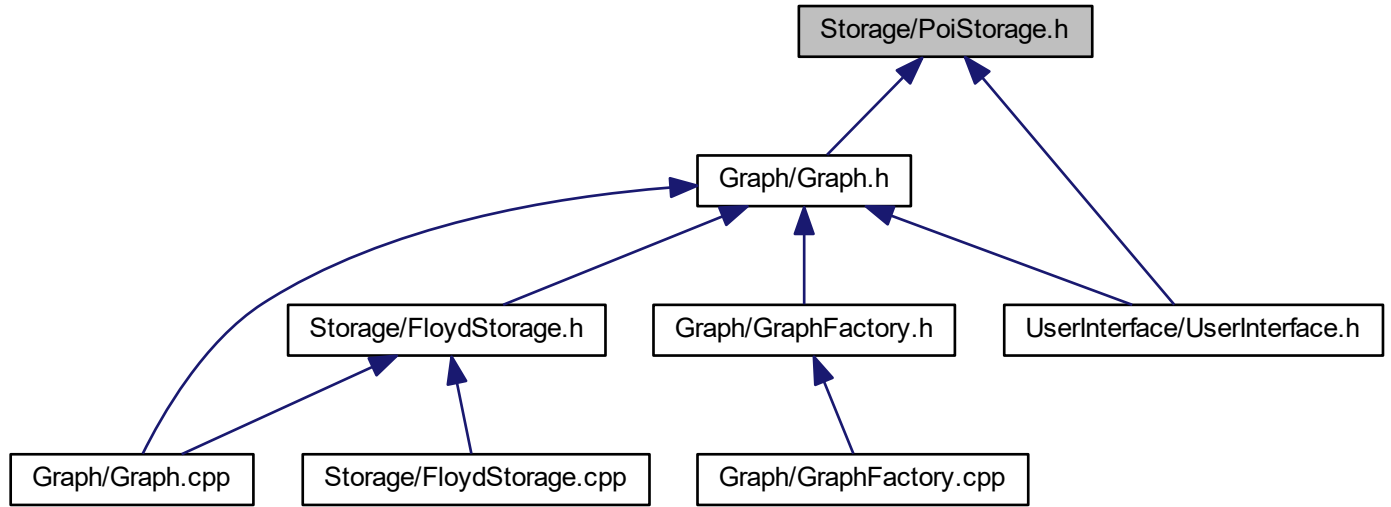 Storage/PoiStorage.h
Graph/Graph.h
Storage/FloydStorage.h
Graph/GraphFactory.h
UserInterface/UserInterface.h
Graph/Graph.cpp
Storage/FloydStorage.cpp
Graph/GraphFactory.cpp